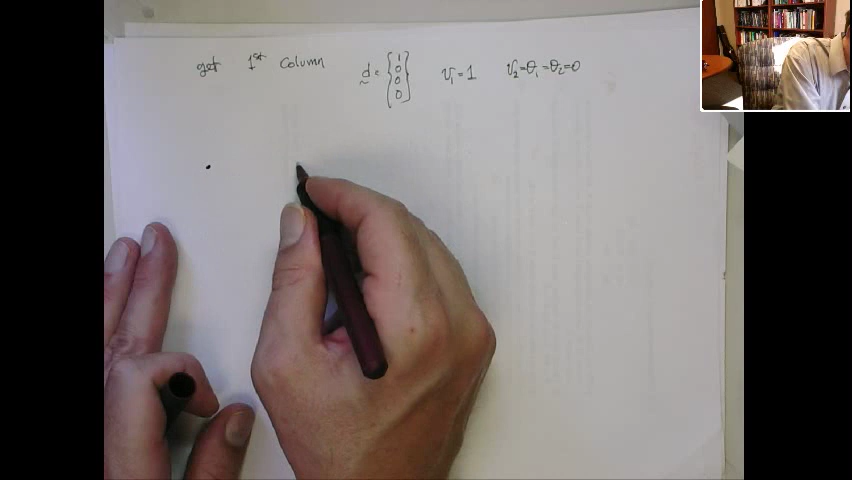 get 1st Column d = { 1 0 0 0 } v₁ = 1 v₂ = θ₁ = θ₂ = 0